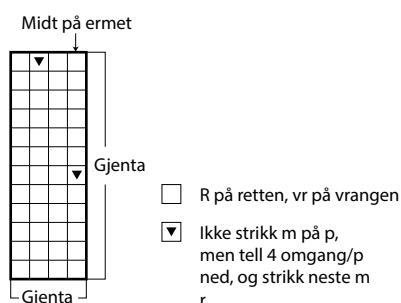 Midt på ermet
Gjenta
Gjenta
R på retten, vr på vrangen
Ikke strikk m på p,
men tell 4 omgang/p
ned, og strikk neste m
r